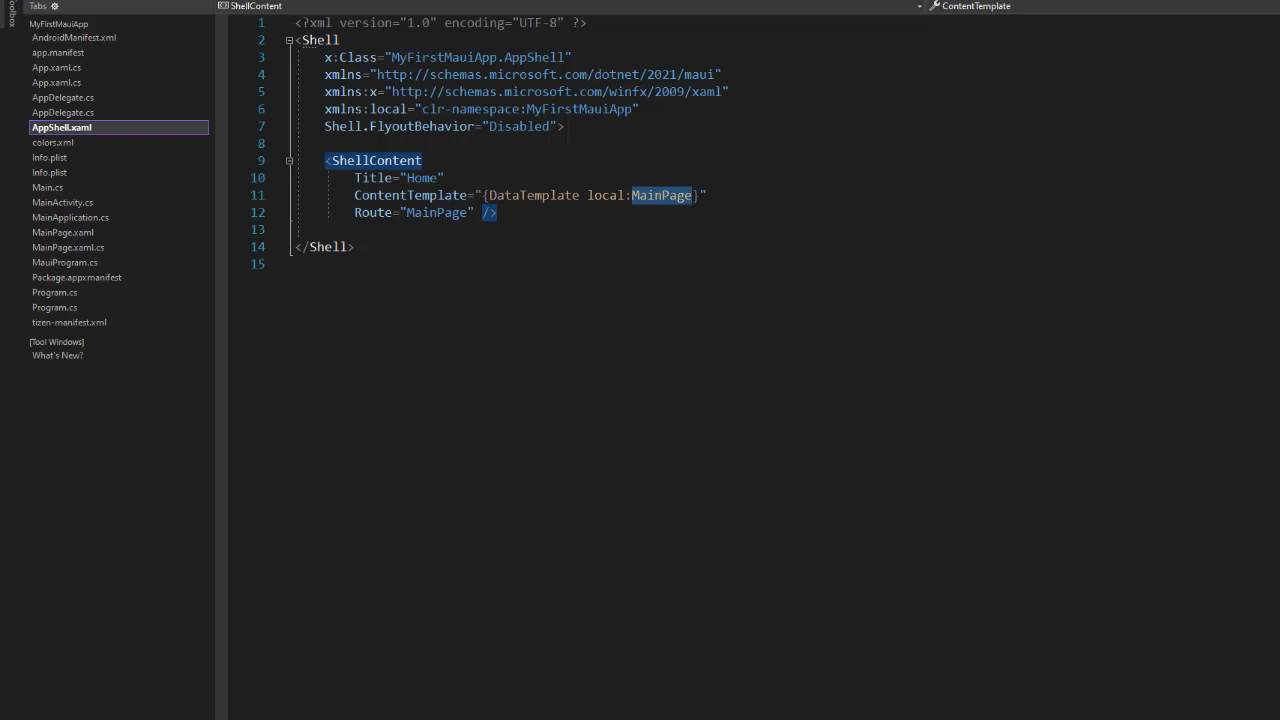 Toolbox
Tabs
MyFirstMauiApp
AndroidManifest.xml
app.manifest
App.xaml.cs
App.xaml.cs
AppDelegate.cs
AppDelegate.cs
AppShell.xaml
colors.xml
Info.plist
Info.plist
Main.cs
MainActivity.cs
MainApplication.cs
MainPage.xaml
MainPage.xaml.cs
MauiProgram.cs
Package.appxmanifest
Program.cs
Program.cs
tizen-manifest.xml
[Tool Windows]
What's New?
ShellContent
ContentTemplate
1 <?xml version="1.0" encoding="UTF-8" ?>
2 <Shell
3 x:Class="MyFirstMauiApp.AppShell"
4 xmlns="http://schemas.microsoft.com/dotnet/2021/maui"
5 xmlns:x="http://schemas.microsoft.com/winfx/2009/xaml"
6 xmlns:local="clr-namespace:MyFirstMauiApp"
7 Shell.FlyoutBehavior="Disabled">
8
9 <ShellContent
10 Title="Home"
11 ContentTemplate="{DataTemplate local:MainPage}"
12 Route="MainPage" />
13
14 </Shell>
15